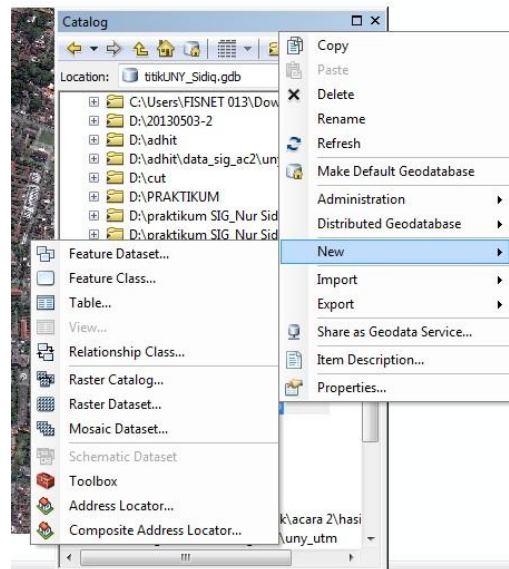 Catalog
Location: titikUNY_Sidiq.gdb
C:\Users\FISNET 013\Dow
D:\20130503-2
D:\adhit
D:\adhit\data_sig_ac2\un
D:\cut
D:\PRAKTIKUM
D:\praktikum SIG_Nur Sid
D:\praktikum SIG_Nur Sid
k\acara 2\hasi
\uny_utm
Copy
Paste
Delete
Rename
Refresh
Make Default Geodatabase
Administration
Distributed Geodatabase
New
Import
Export
Share as Geodata Service...
Item Description...
Properties...
Feature Dataset...
Feature Class...
Table...
View...
Relationship Class...
Raster Catalog...
Raster Dataset...
Mosaic Dataset...
Schematic Dataset
Toolbox
Address Locator...
Composite Address Locator...